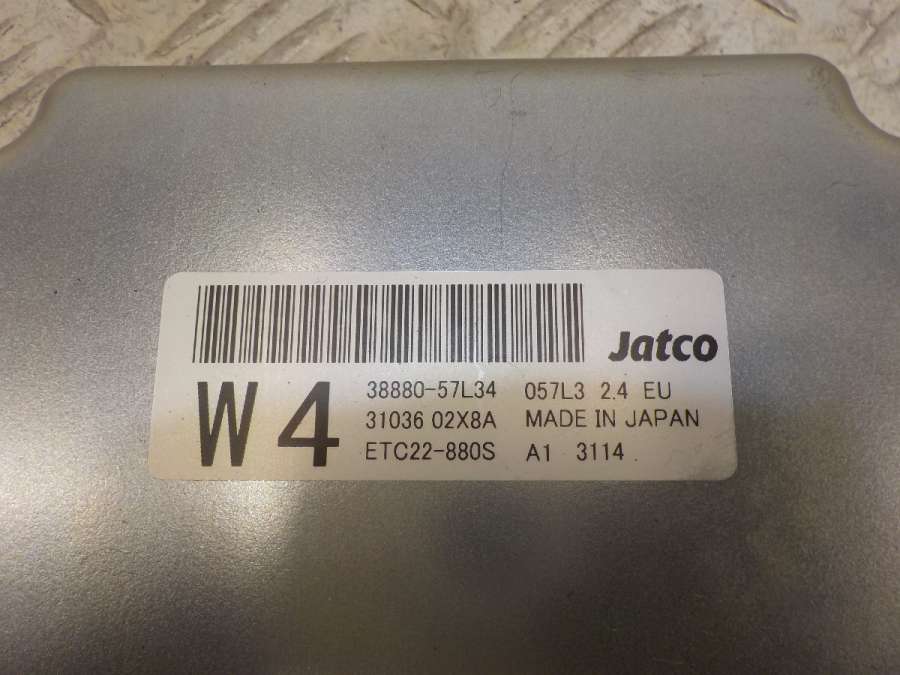 Jatco
W4
38880-57L34 057L3 2.4 EU
31036 02X8A MADE IN JAPAN
ETC22-880S A1 3114